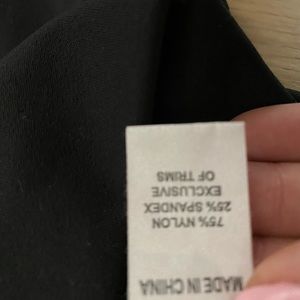 MADE IN CHINA
75% NYLON
25% SPANDEX
EXCLUSIVE
OF TRIMS